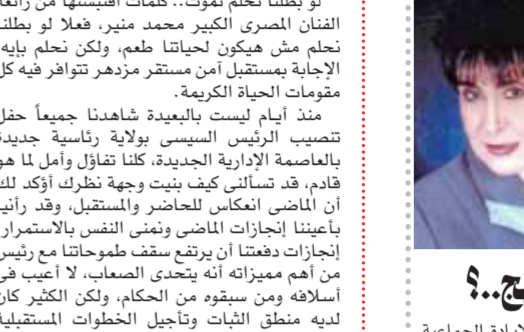 لو بطلنا نحلم نموت.. كلمات اقتبستها من رائعة
الفنان المصرى الكبير محمد منير، فعلا لو بطلنا
نحلم مش هيكون لحياتنا طعم، ولكن نحلم بإيه
الإجابة بمستقبل آمن مستقر مزدهر تتوافر فيه كل
مقومات الحياة الكريمة.
منذ أيام ليست بالبعيدة شاهدنا جميعاً حفل
تنصيب الرئيس السيسى بولاية رئاسية جديدة
بالعاصمة الإدارية الجديدة، كلنا تفاؤل وأمل لما هو
قادم، قد تسألنى كيف بنيت وجهة نظرك أؤكد لك
أن الماضى انعكاس للحاضر والمستقبل، وقد رأينا
بأعيننا إنجازات الماضى ونمنى النفس بالاستمرار
إنجازات دفعتنا أن يرتفع سقف طموحاتنا مع رئيس
من أهم مميزاته أنه يتحدى الصعاب، لا أعيب فى
أسلافه ومن سبقوه من الحكام، ولكن الكثير كان
لديه منطق الثبات وتأجيل الخطوات المستقبلية
ـج..؟
الجماعية